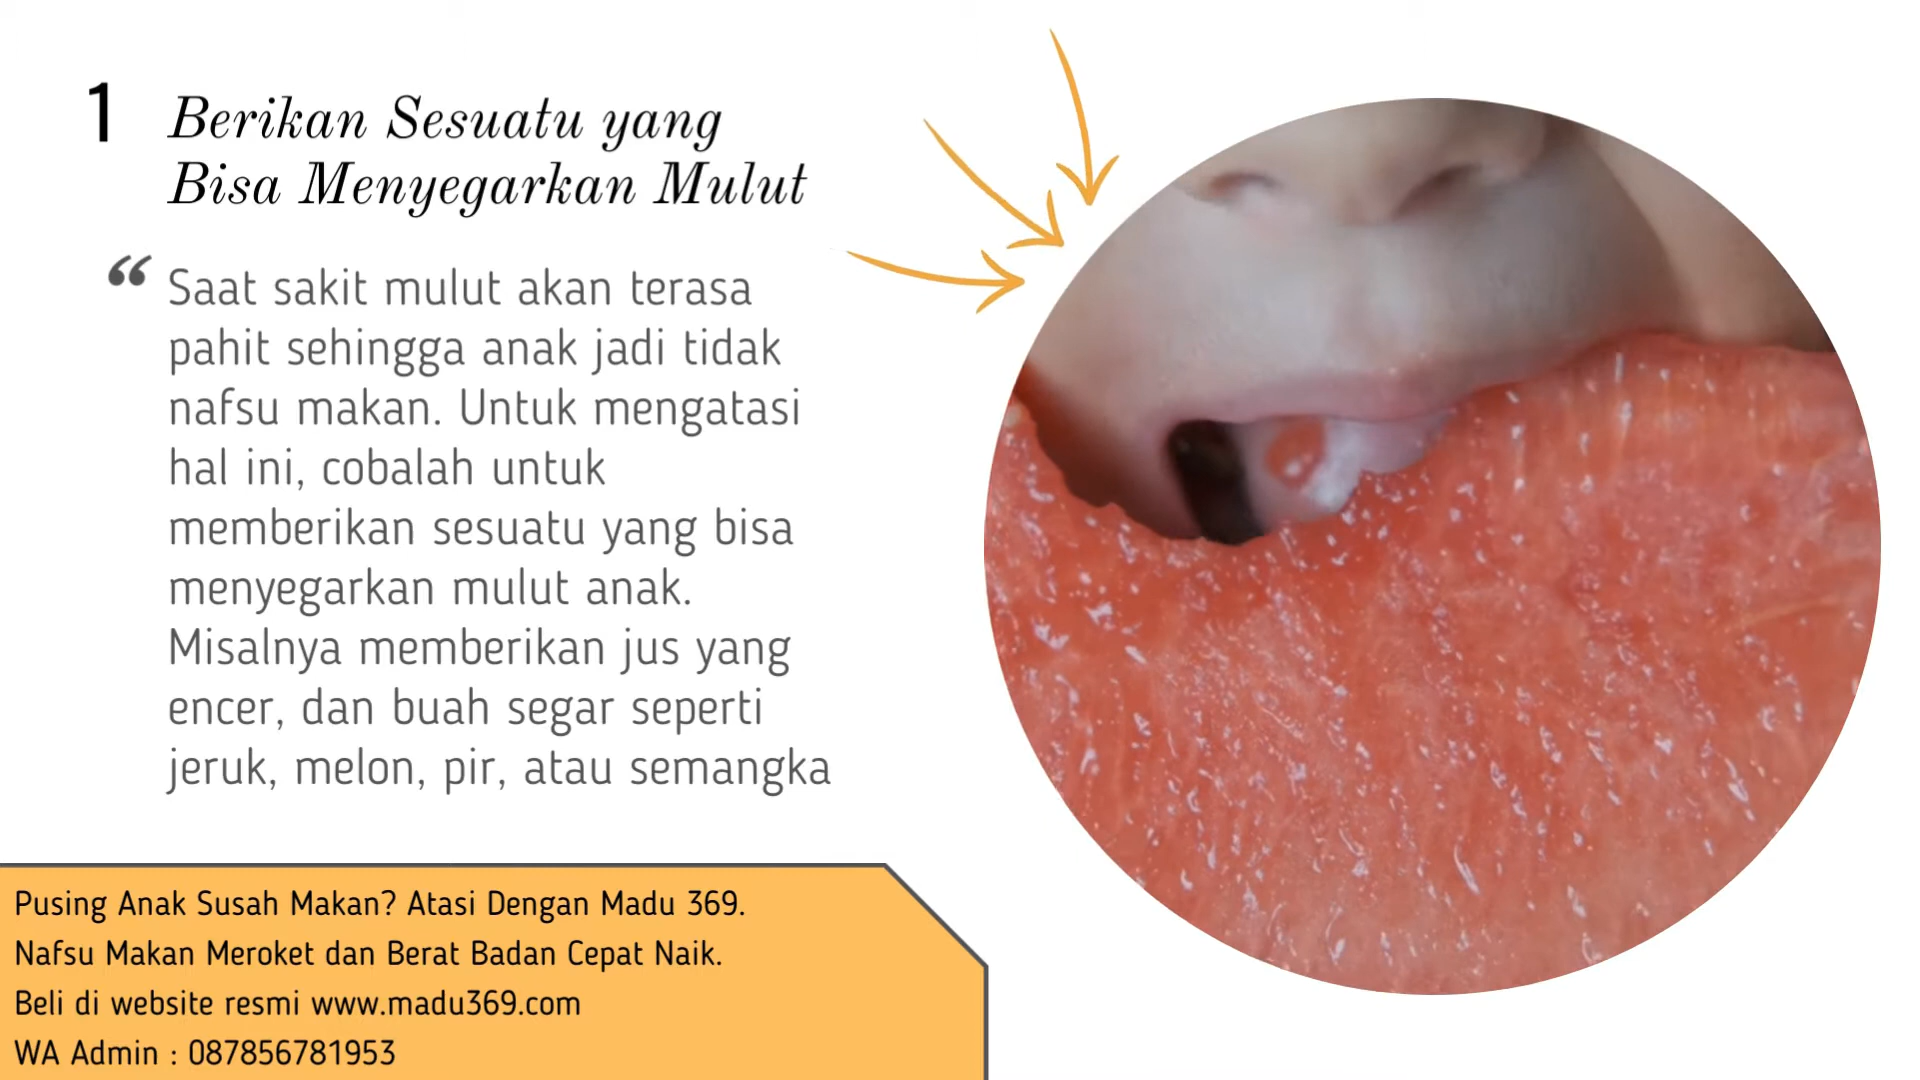 1
Berikan Sesuatu yang
Bisa Menyegarkan Mulut
“ Saat sakit mulut akan terasa
pahit sehingga anak jadi tidak
nafsu makan. Untuk mengatasi
hal ini, cobalah untuk
memberikan sesuatu yang bisa
menyegarkan mulut anak.
Misalnya memberikan jus yang
encer, dan buah segar seperti
jeruk, melon, pir, atau semangka
Pusing Anak Susah Makan? Atasi Dengan Madu 369.
Nafsu Makan Meroket dan Berat Badan Cepat Naik.
Beli di website resmi www.madu369.com
WA Admin : 087856781953